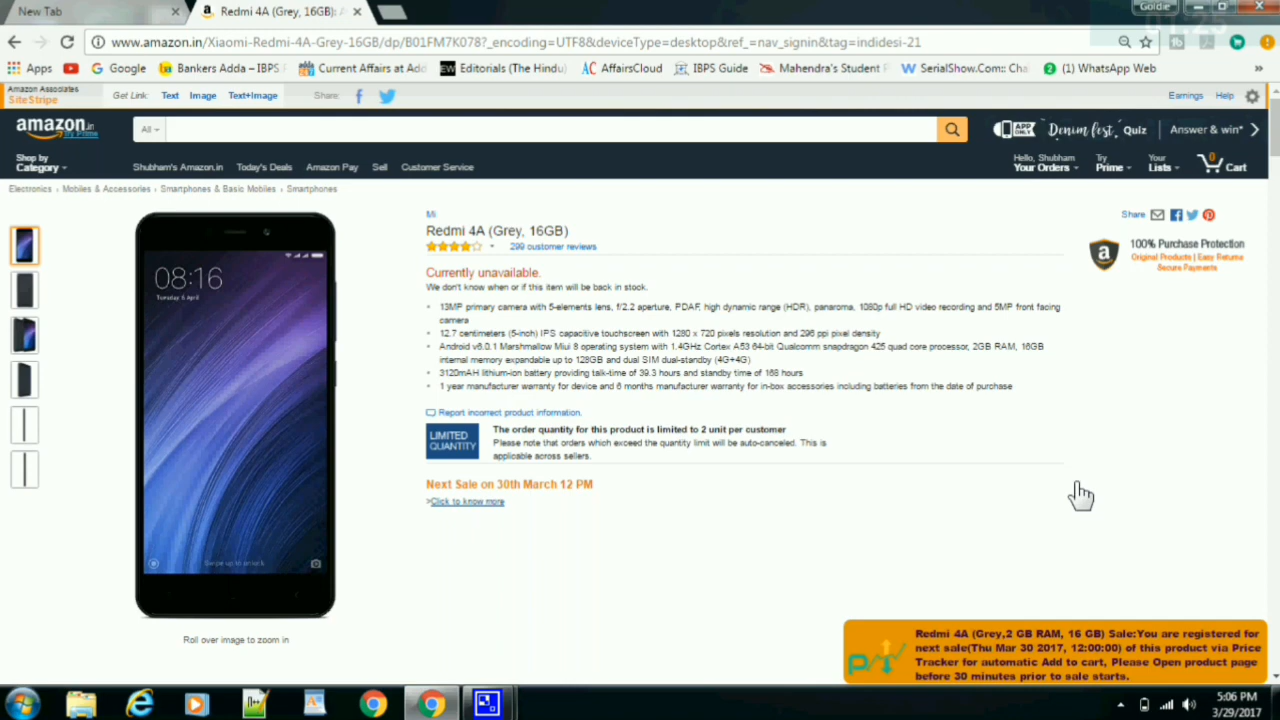 New Tab
Redmi 4A (Grey, 16GB): A
Goldie
01:25
www.amazon.in/Xiaomi-Redmi-4A-Grey-16GB/dp/B01FM7K078?_encoding=UTF8&deviceType=desktop&ref_=nav_signin&tag=indidesi-21
Apps
Google
Bankers Adda – IBPS
Current Affairs at Add
Editorials (The Hindu)
AffairsCloud
IBPS Guide
Mahendra's Student P
SerialShow.Com:: Cha
(1) WhatsApp Web
Amazon Associates
SiteStripe
Get Link: Text Image Text+Image
Share:
Earnings Help
amazon.in
Try Prime
All
APP ONLY Denim fest Quiz
Answer & win*
Shop by
Category
Shubham's Amazon.in Today's Deals Amazon Pay Sell Customer Service
Hello, Shubham
Your Orders
Try
Prime
Your
Lists
0
Cart
Electronics › Mobiles & Accessories › Smartphones & Basic Mobiles › Smartphones
Mi
Redmi 4A (Grey, 16GB)
299 customer reviews
Share
100% Purchase Protection
Original Products | Easy Returns
Secure Payments
08:16
Currently unavailable.
We don't know when or if this item will be back in stock.
13MP primary camera with 5-elements lens, f/2.2 aperture, PDAF, high dynamic range (HDR), panaroma, 1080p full HD video recording and 5MP front facing
camera
12.7 centimeters (5-inch) IPS capacitive touchscreen with 1280 x 720 pixels resolution and 296 ppi pixel density
Android v6.0.1 Marshmallow Miui 8 operating system with 1.4GHz Cortex A53 64-bit Qualcomm snapdragon 425 quad core processor, 2GB RAM, 16GB
internal memory expandable up to 128GB and dual SIM dual-standby (4G+4G)
3120mAH lithium-ion battery providing talk-time of 39.3 hours and standby time of 168 hours
1 year manufacturer warranty for device and 6 months manufacturer warranty for in-box accessories including batteries from the date of purchase
Report incorrect product information.
LIMITED
QUANTITY
The order quantity for this product is limited to 2 unit per customer
Please note that orders which exceed the quantity limit will be auto-canceled. This is
applicable across sellers.
Next Sale on 30th March 12 PM
>Click to know more
Swipe up to unlock
Roll over image to zoom in
Redmi 4A (Grey,2 GB RAM, 16 GB) Sale:You are registered for
next sale(Thu Mar 30 2017, 12:00:00) of this product via Price
Tracker for automatic Add to cart, Please Open product page
before 30 minutes prior to sale starts.
5:06 PM
3/29/2017